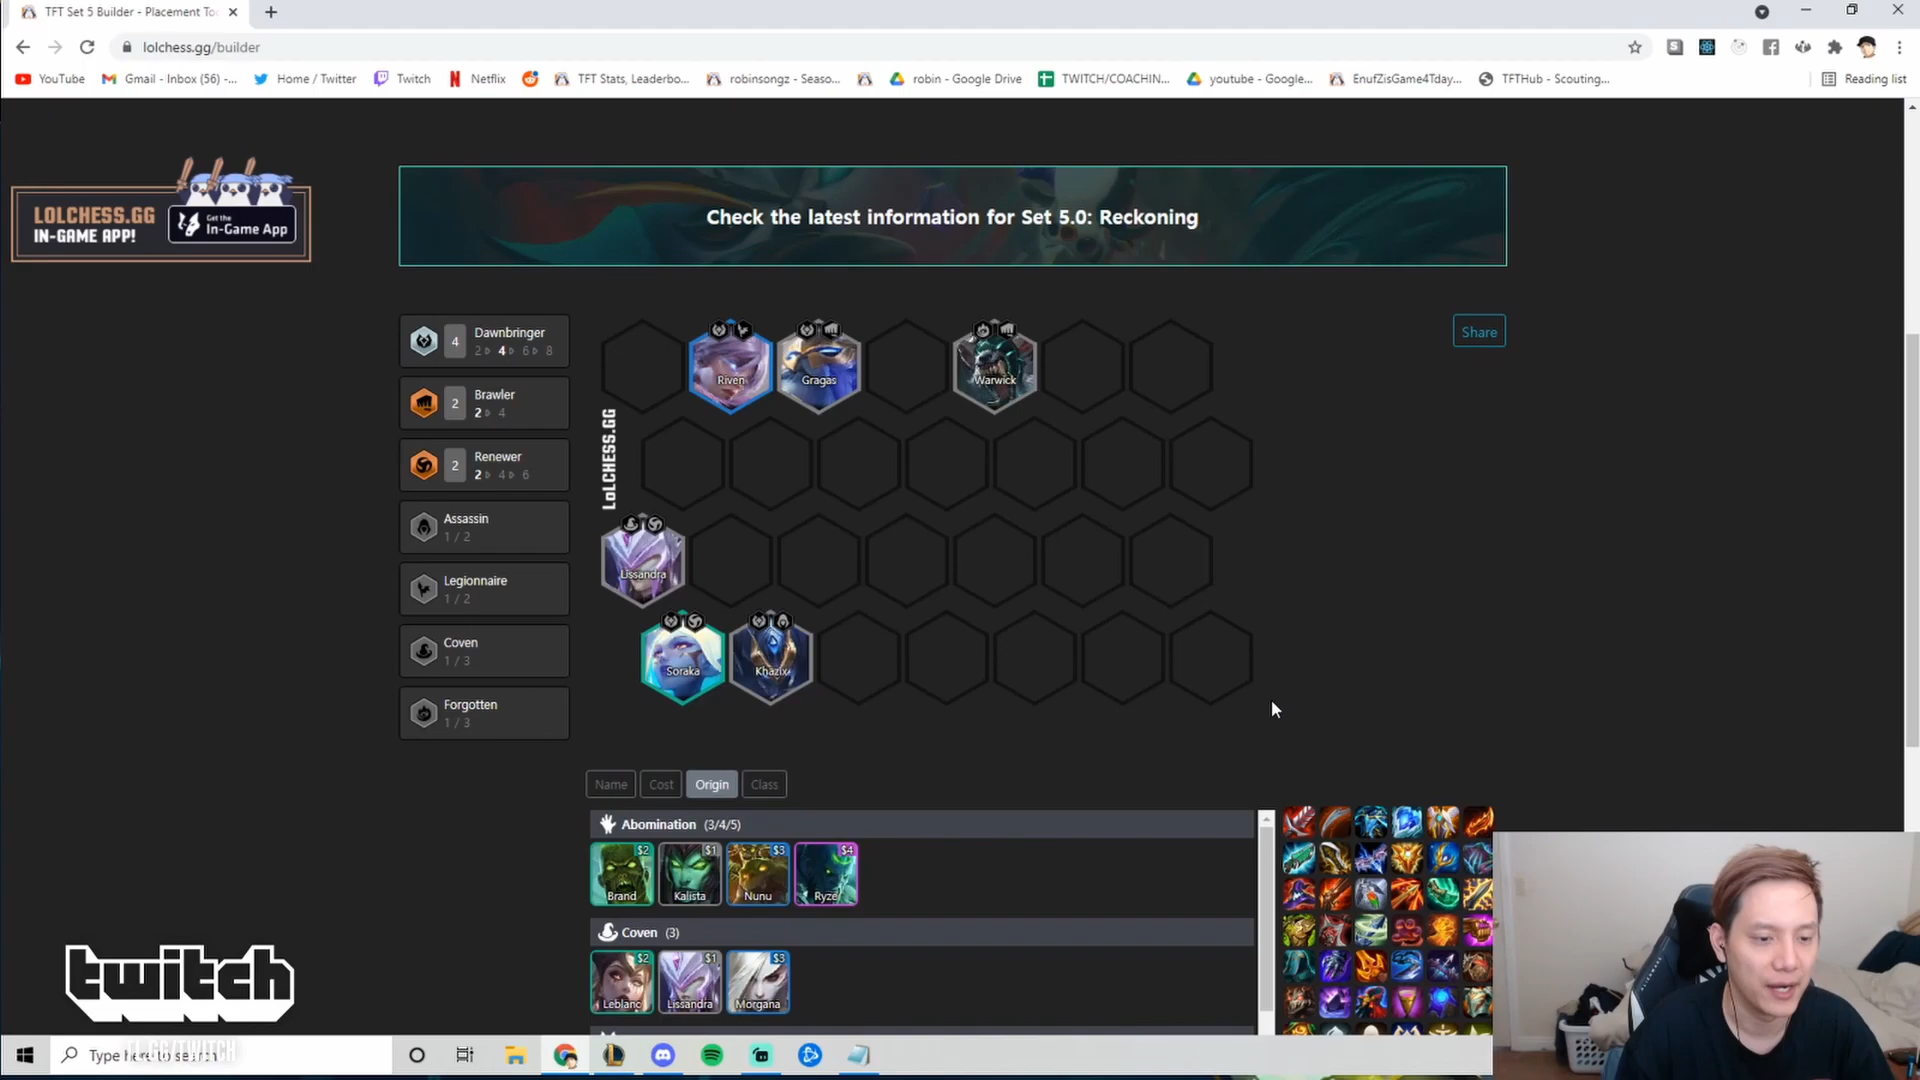 TFT Set 5 Builder - Placement Too
lolchess.gg/builder
YouTube
Gmail - Inbox (56) -...
Home / Twitter
Twitch
Netflix
TFT Stats, Leaderbo...
robinsongz - Seaso...
robin - Google Drive
TWITCH/COACHIN...
youtube - Google...
EnufZisGame4Tday...
TFTHub - Scouting...
Reading list
LOLCHESS.GG
IN-GAME APP!
Get the
In-Game App
Check the latest information for Set 5.0: Reckoning
Share
4
Dawnbringer
2 4 6 8
2
Brawler
2 4
2
Renewer
2 4 6
Assassin
1 / 2
Legionnaire
1 / 2
Coven
1 / 3
Forgotten
1 / 3
LoLCHESS.GG
Riven
Gragas
Warwick
Lissandra
Soraka
Khazix
Name
Cost
Origin
Class
Abomination (3/4/5)
$2
$1
$3
$4
Brand
Kalista
Nunu
Ryze
Coven (3)
$2
$1
$3
Leblanc
Lissandra
Morgana
twitch
Type here to search